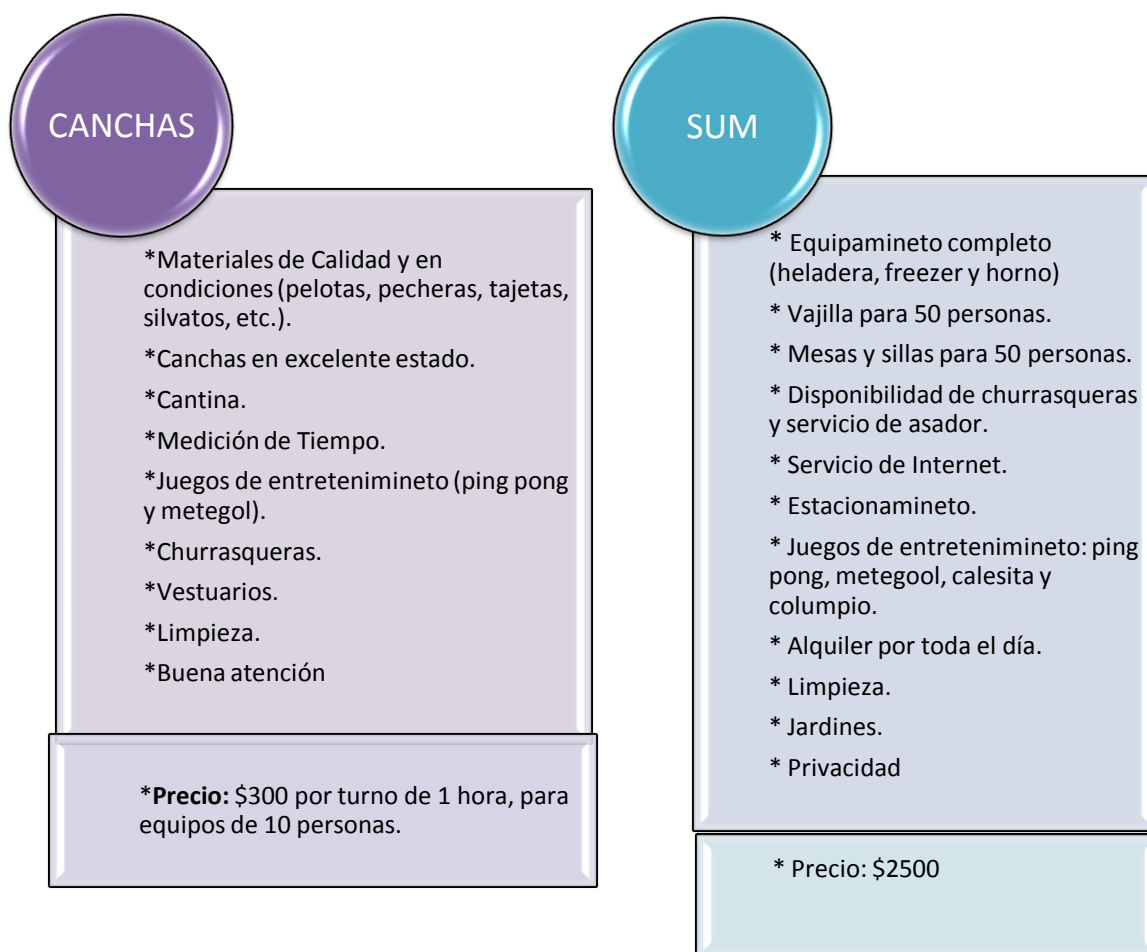 CANCHAS
*Materiales de Calidad y en
condiciones (pelotas, pecheras, tajetas,
silvatos, etc.).
*Canchas en excelente estado.
*Cantina.
*Medición de Tiempo.
*Juegos de entretenimineto (ping pong
y metegol).
*Churrasqueras.
*Vestuarios.
*Limpieza.
*Buena atención
*Precio: $300 por turno de 1 hora, para
equipos de 10 personas.
SUM
* Equipamineto completo
(heladera, freezer y horno)
* Vajilla para 50 personas.
* Mesas y sillas para 50 personas.
* Disponibilidad de churrasqueras
y servicio de asador.
* Servicio de Internet.
* Estacionamineto.
* Juegos de entretenimineto: ping
pong, metegool, calesita y
columpio.
* Alquiler por toda el día.
* Limpieza.
* Jardines.
* Privacidad
* Precio: $2500